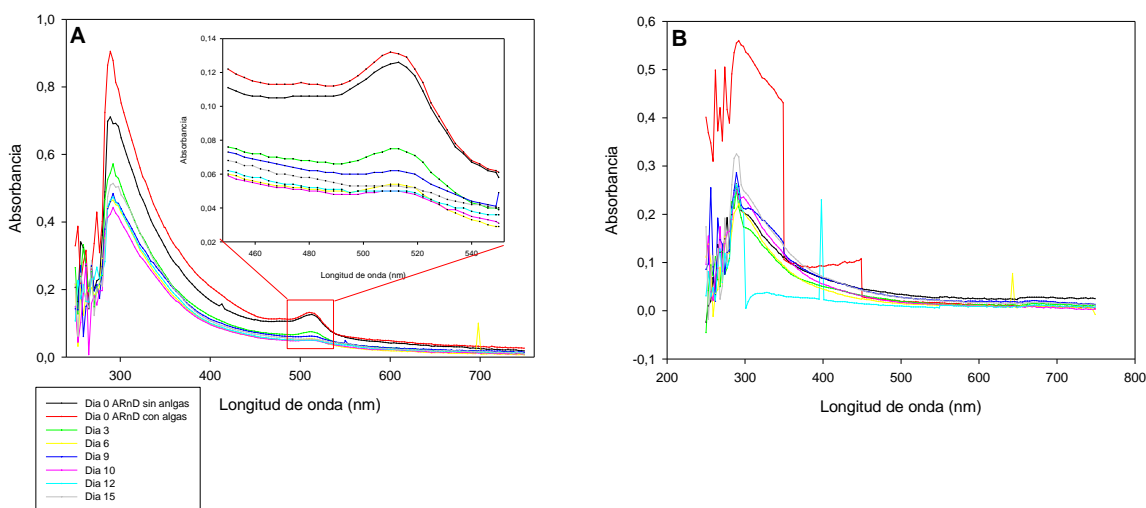 A
1,0
0,8
0,6
0,4
0,2
0,0
Absorbancia
300
400
500
600
700
Longitud de onda (nm)
0,14
0,12
0,10
0,08
0,06
0,04
0,02
Absorbancia
460
480
500
520
540
Longitud de onda (nm)
Dia 0 ARnD sin anlgas
Dia 0 ARnD con algas
Dia 3
Dia 6
Dia 9
Dia 10
Dia 12
Dia 15
B
0,6
0,5
0,4
0,3
0,2
0,1
0,0
-0,1
Absorbancia
200
300
400
500
600
700
800
Longitud de onda (nm)